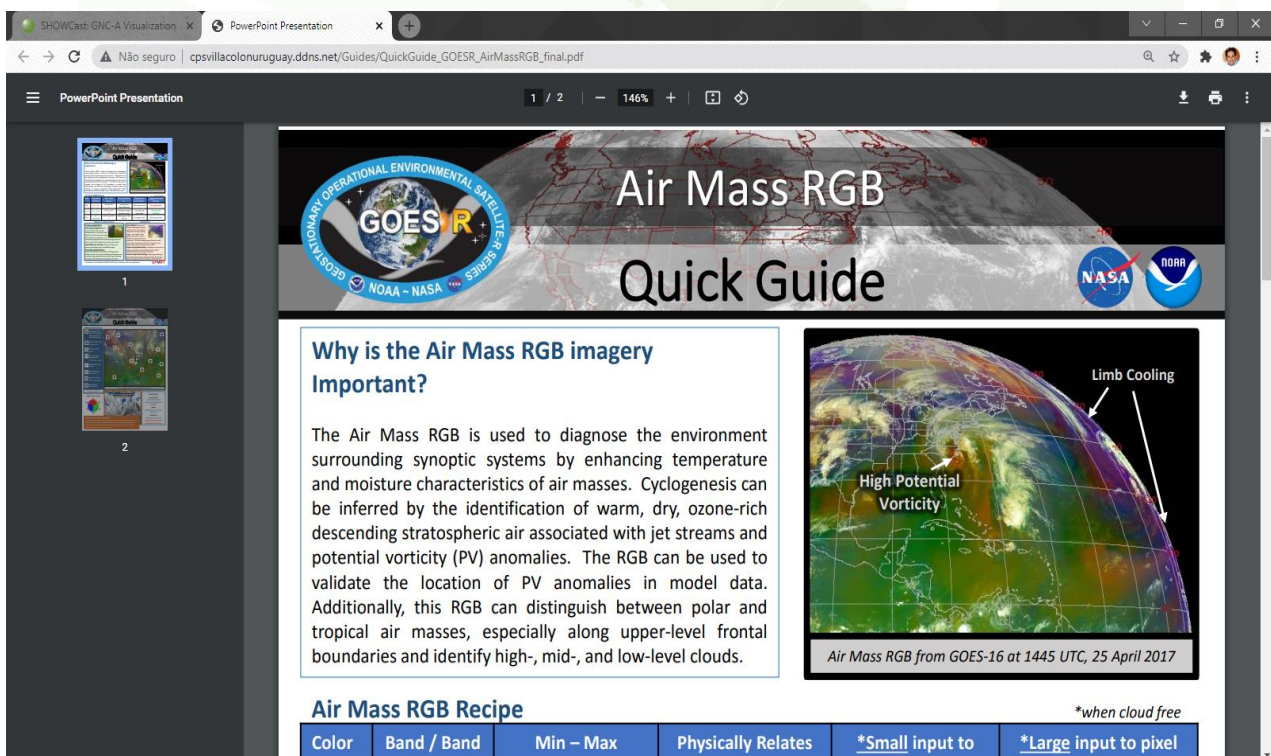 SHOWCast: GNC-A Visualization
PowerPoint Presentation
Não seguro
cpsvillacolonuruguay.ddns.net/Guides/QuickGuide_GOESR_AirMassRGB_final.pdf
PowerPoint Presentation
1 / 2
146%
1
2
GEOSTATIONARY OPERATIONAL ENVIRONMENTAL SATELLITE-R SERIES
GOES R
NOAA – NASA
Air Mass RGB
Quick Guide
NASA
NOAA
Why is the Air Mass RGB imagery
Important?
The Air Mass RGB is used to diagnose the environment
surrounding synoptic systems by enhancing temperature
and moisture characteristics of air masses. Cyclogenesis can
be inferred by the identification of warm, dry, ozone-rich
descending stratospheric air associated with jet streams and
potential vorticity (PV) anomalies. The RGB can be used to
validate the location of PV anomalies in model data.
Additionally, this RGB can distinguish between polar and
tropical air masses, especially along upper-level frontal
boundaries and identify high-, mid-, and low-level clouds.
Limb Cooling
High Potential
Vorticity
Air Mass RGB from GOES-16 at 1445 UTC, 25 April 2017
Air Mass RGB Recipe
*when cloud free
Color
Band / Band
Min – Max
Physically Relates
*Small input to
*Large input to pixel